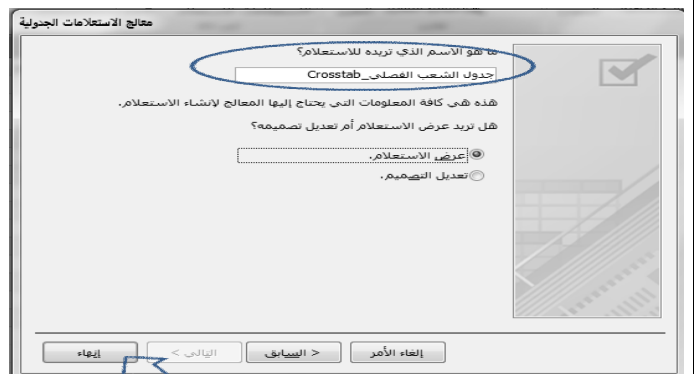 معالج الاستعلامات الجدولية
ما هو الاسم الذي تريده للاستعلام؟
جدول الشعب الفصلي_Crosstab
هذه هي كافة المعلومات التي يحتاج إليها المعالج لإنشاء الاستعلام.
هل تريد عرض الاستعلام أم تعديل تصميمه؟
عرض الاستعلام.
تعديل التصميم.
إلغاء الأمر
< السابق
التالي >
إنهاء